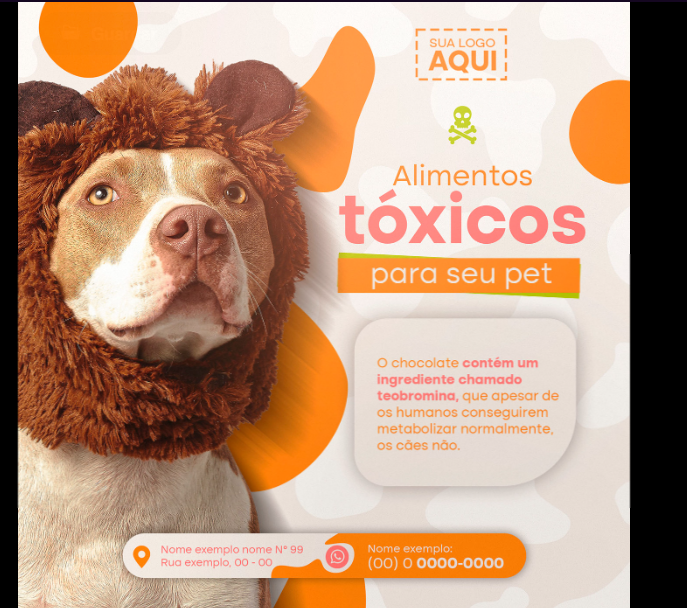 SUA LOGO
AQUI
Alimentos
tóxicos
para seu pet
O chocolate contém um
ingrediente chamado
teobromina, que apesar de
os humanos conseguirem
metabolizar normalmente,
os cães não.
Nome exemplo nome N° 99
Rua exemplo, 00 - 00
Nome exemplo:
(00) 0 0000-0000